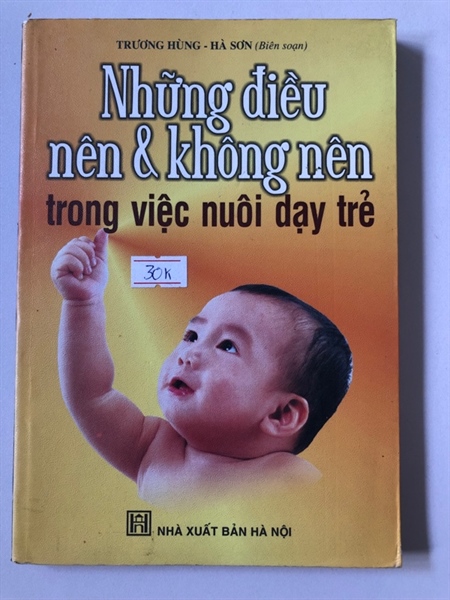 TRƯƠNG HÙNG - HÀ SƠN (Biên soạn)
Những điều
nên & không nên
trong việc nuôi dạy trẻ
30K
NHÀ XUẤT BẢN HÀ NỘI